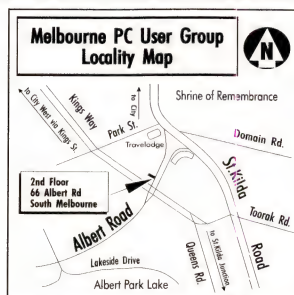 Melbourne PC User Group
Locality Map
N
to City West via Kings St.
Kings Way
to City
Shrine of Remembrance
Park St.
Travelodge
Domain Rd.
St.Kilda
Road
2nd Floor
66 Albert Rd
South Melbourne
Toorak Rd.
Albert Road
to St.Kilda Junction
Queens Rd.
Lakeside Drive
Albert Park Lake